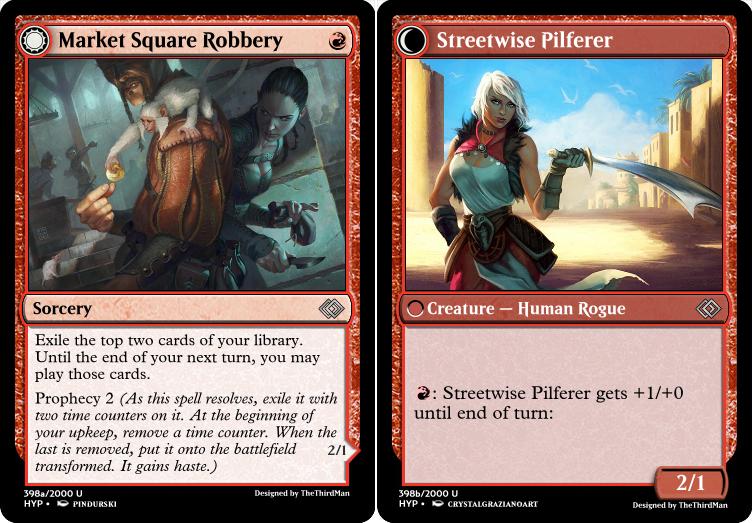 Market Square Robbery
Sorcery
Exile the top two cards of your library.
Until the end of your next turn, you may
play those cards.
Prophecy 2 (As this spell resolves, exile it with
two time counters on it. At the beginning of
your upkeep, remove a time counter. When the
last is removed, put it onto the battlefield
transformed. It gains haste.)
2/1
398a/2000 U
HYP • PINDURSKI
Designed by TheThirdMan
Streetwise Pilferer
Creature — Human Rogue
: Streetwise Pilferer gets +1/+0
until end of turn:
2/1
398b/2000 U
HYP • CRYSTALGRAZIANOART
Designed by TheThirdMan